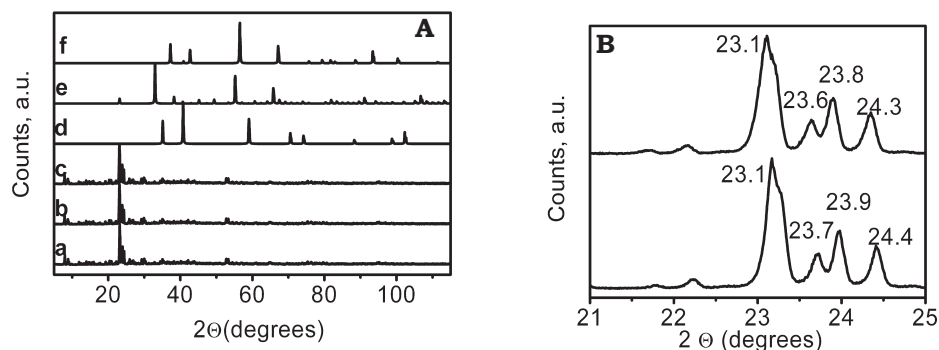 A
f
e
d
c
b
a
Counts, a.u.
20 40 60 80 100
2Θ(degrees)
B
23.1
23.6
23.8
24.3
23.1
23.7
23.9
24.4
Counts, a.u.
21 22 23 24 25
2 Θ (degrees)